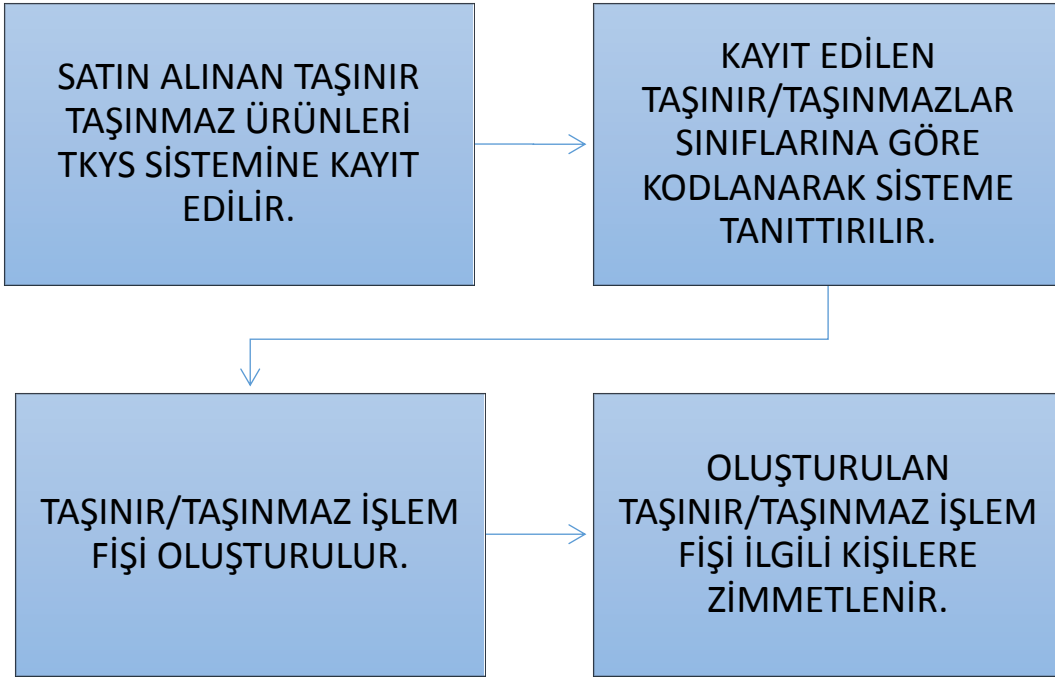 SATIN ALINAN TAŞINIR
TAŞINMAZ ÜRÜNLERİ
TKYS SİSTEMİNE KAYIT
EDİLİR.
KAYIT EDİLEN
TAŞINIR/TAŞINMAZLAR
SINIFLARINA GÖRE
KODLANARAK SİSTEME
TANITTIRILIR.
TAŞINIR/TAŞINMAZ İŞLEM
FİŞİ OLUŞTURULUR.
OLUŞTURULAN
TAŞINIR/TAŞINMAZ İŞLEM
FİŞİ İLGİLİ KİŞİLERE
ZİMMETLENİR.